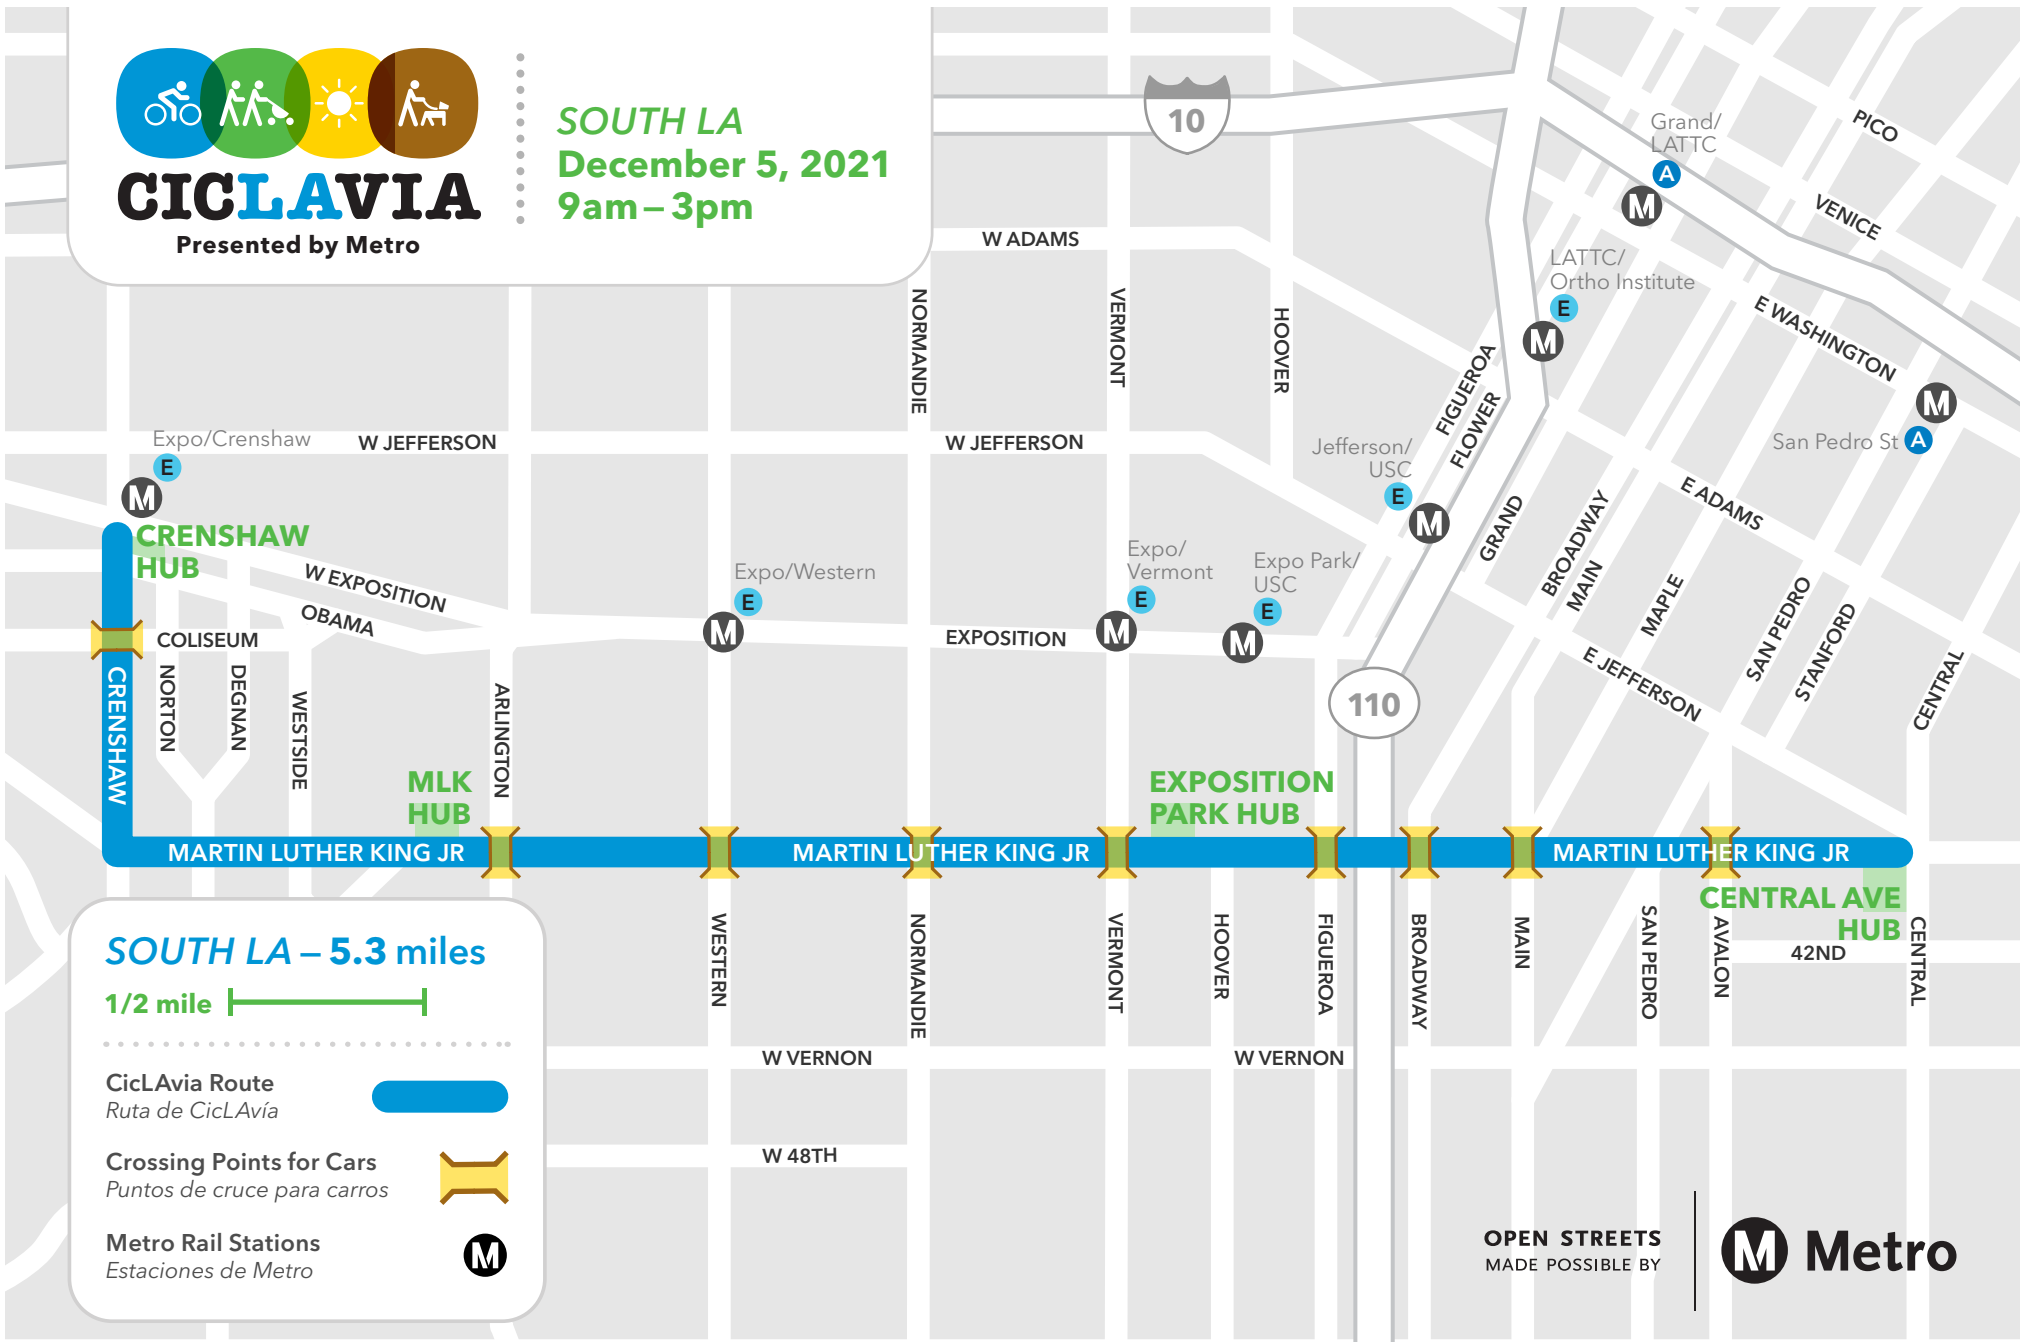 CICLAVIA
Presented by Metro
SOUTH LA
December 5, 2021
9am – 3pm
10
Grand/
LATTC
A
M
PICO
VENICE
W ADAMS
LATTC/
Ortho Institute
E
M
E WASHINGTON
NORMANDIE
VERMONT
HOOVER
FIGUEROA
FLOWER
M
San Pedro St
A
Expo/Crenshaw
E
M
W JEFFERSON
W JEFFERSON
Jefferson/
USC
E
M
GRAND
BROADWAY
MAIN
MAPLE
E ADAMS
SAN PEDRO
STANFORD
CENTRAL
E JEFFERSON
CRENSHAW
HUB
W EXPOSITION
OBAMA
Expo/Western
E
M
EXPOSITION
Expo/
Vermont
E
M
Expo Park/
USC
E
M
COLISEUM
CRENSHAW
NORTON
DEGNAN
WESTSIDE
ARLINGTON
110
MLK
HUB
EXPOSITION
PARK HUB
MARTIN LUTHER KING JR
MARTIN LUTHER KING JR
MARTIN LUTHER KING JR
CENTRAL AVE
HUB
WESTERN
NORMANDIE
VERMONT
HOOVER
FIGUEROA
BROADWAY
MAIN
SAN PEDRO
AVALON
42ND
CENTRAL
W VERNON
W VERNON
W 48TH
SOUTH LA – 5.3 miles
1/2 mile
CicLAvia Route
Ruta de CicLAvía
Crossing Points for Cars
Puntos de cruce para carros
Metro Rail Stations
Estaciones de Metro
M
OPEN STREETS
MADE POSSIBLE BY
M Metro